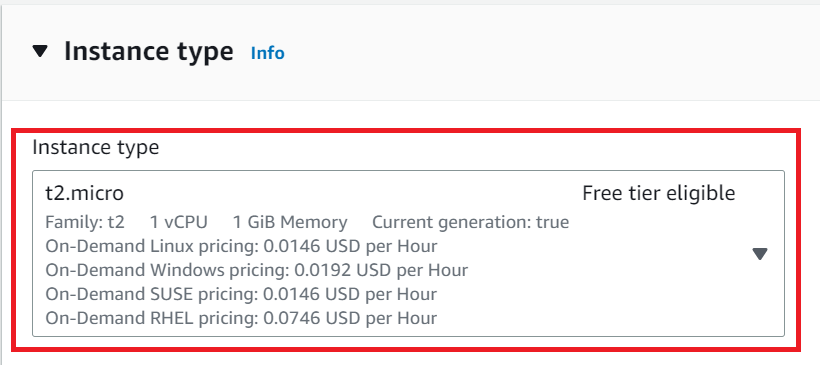 Instance type Info
Instance type
t2.micro Free tier eligible
Family: t2 1 vCPU 1 GiB Memory Current generation: true
On-Demand Linux pricing: 0.0146 USD per Hour
On-Demand Windows pricing: 0.0192 USD per Hour
On-Demand SUSE pricing: 0.0146 USD per Hour
On-Demand RHEL pricing: 0.0746 USD per Hour